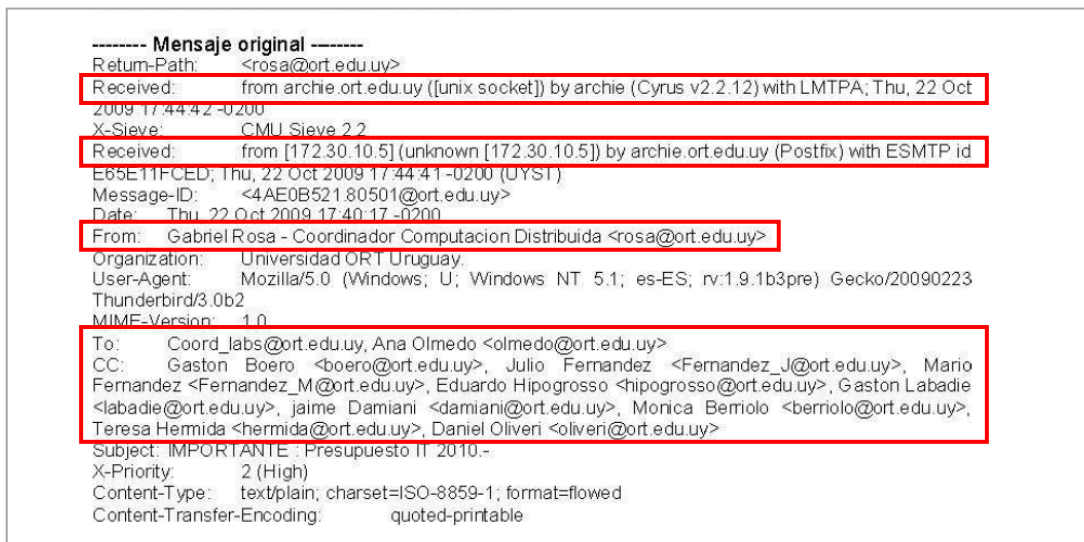 -------- Mensaje original --------
Return-Path: <rosa@ort.edu.uy>
Received: from archie.ort.edu.uy ([unix socket]) by archie (Cyrus v2.2.12) with LMTPA; Thu, 22 Oct
2009 17:44:42 -0200
X-Sieve: CMU Sieve 2.2
Received: from [172.30.10.5] (unknown [172.30.10.5]) by archie.ort.edu.uy (Postfix) with ESMTP id
E65E11FCED; Thu, 22 Oct 2009 17:44:41 -0200 (UYST)
Message-ID: <4AE0B521.80501@ort.edu.uy>
Date: Thu, 22 Oct 2009 17:40:17 -0200
From: Gabriel Rosa - Coordinador Computacion Distribuida <rosa@ort.edu.uy>
Organization: Universidad ORT Uruguay.
User-Agent: Mozilla/5.0 (Windows; U; Windows NT 5.1; es-ES; rv:1.9.1b3pre) Gecko/20090223
Thunderbird/3.0b2
MIME-Version: 1.0
To: Coord_labs@ort.edu.uy, Ana Olmedo <olmedo@ort.edu.uy>
CC: Gaston Boero <boero@ort.edu.uy>, Julio Fernandez <Fernandez_J@ort.edu.uy>, Mario
Fernandez <Fernandez_M@ort.edu.uy>, Eduardo Hipogrosso <hipogrosso@ort.edu.uy>, Gaston Labadie
<labadie@ort.edu.uy>, jaime Damiani <damiani@ort.edu.uy>, Monica Berriolo <berriolo@ort.edu.uy>,
Teresa Hermida <hermida@ort.edu.uy>, Daniel Oliveri <oliveri@ort.edu.uy>
Subject: IMPORTANTE : Presupuesto IT 2010.-
X-Priority: 2 (High)
Content-Type: text/plain; charset=ISO-8859-1; format=flowed
Content-Transfer-Encoding: quoted-printable